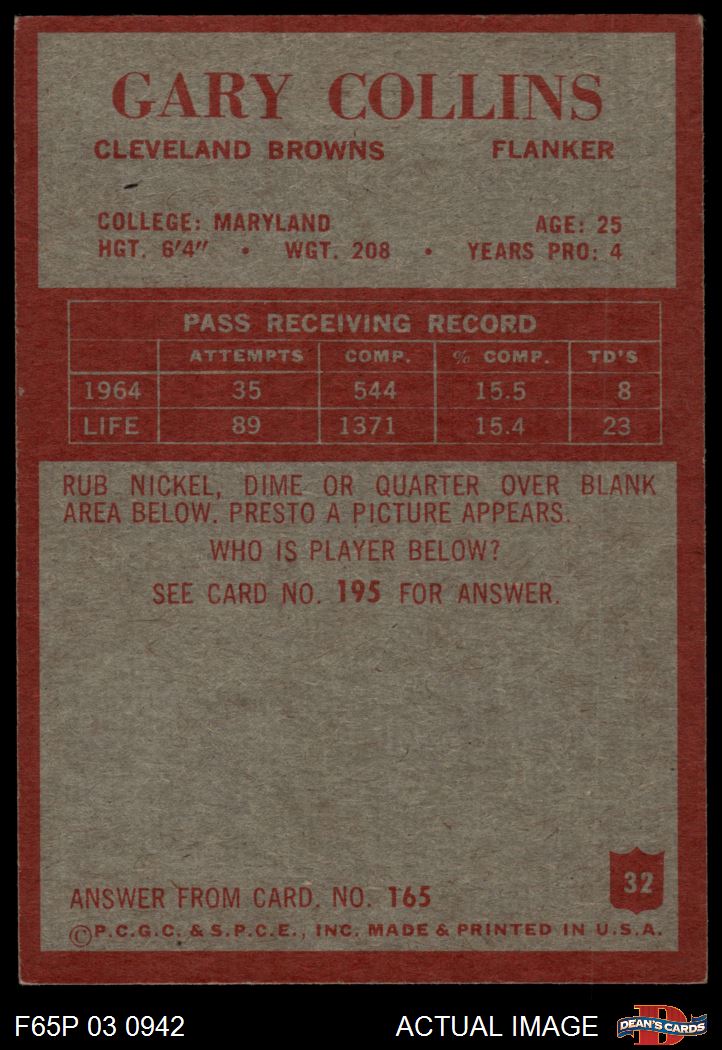 GARY COLLINS
CLEVELAND BROWNS FLANKER
COLLEGE: MARYLAND AGE: 25
HGT. 6'4" • WGT. 208 • YEARS PRO: 4
PASS RECEIVING RECORD
ATTEMPTS COMP. % COMP. TD'S
1964 35 544 15.5 8
LIFE 89 1371 15.4 23
RUB NICKEL, DIME OR QUARTER OVER BLANK
AREA BELOW. PRESTO A PICTURE APPEARS.
WHO IS PLAYER BELOW?
SEE CARD NO. 195 FOR ANSWER.
32
ANSWER FROM CARD. NO. 165
©P.C.G.C. & S.P.C.E., INC. MADE & PRINTED IN U.S.A.
F65P 03 0942 ACTUAL IMAGE D DEAN'S CARDS